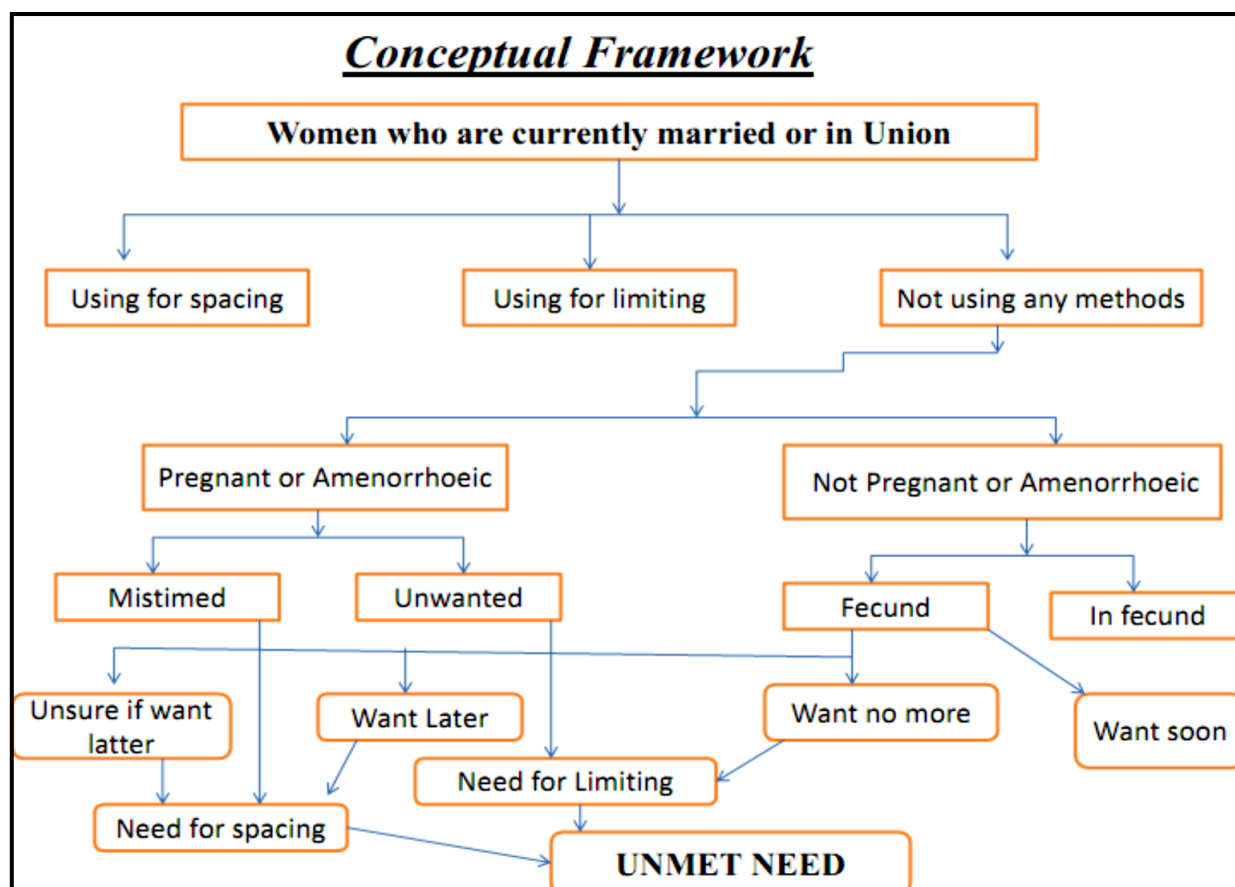 Conceptual Framework
Women who are currently married or in Union
Using for spacing
Using for limiting
Not using any methods
Pregnant or Amenorrhoeic
Not Pregnant or Amenorrhoeic
Mistimed
Unwanted
Fecund
In fecund
Unsure if want
latter
Want Later
Want no more
Want soon
Need for Limiting
Need for spacing
UNMET NEED